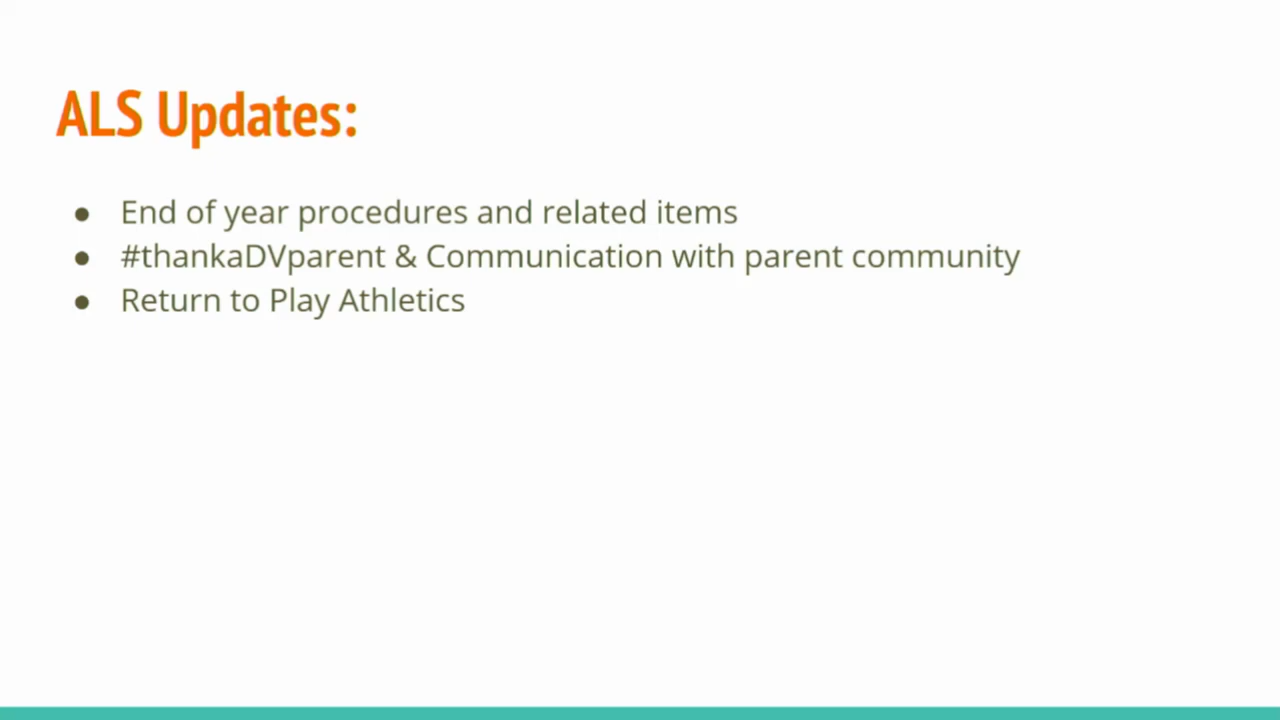 ALS Updates:
● End of year procedures and related items
● #thankaDVparent & Communication with parent community
● Return to Play Athletics